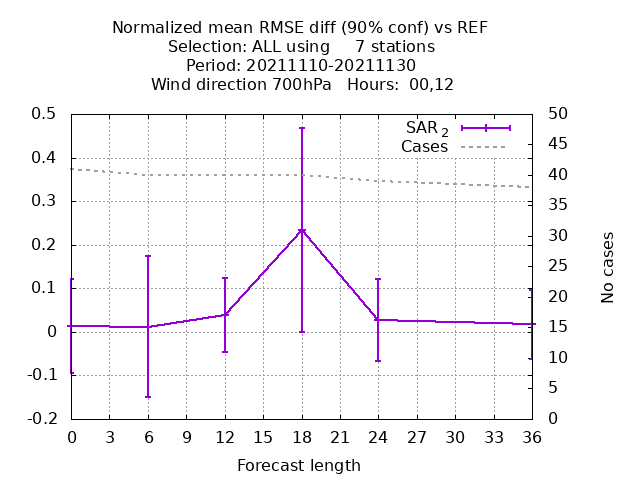 Normalized mean RMSE diff (90% conf) vs REF
Selection: ALL using     7 stations
Period: 20211110-20211130
Wind direction 700hPa   Hours:  00,12
0.5
0.4
0.3
0.2
0.1
0
-0.1
-0.2
SAR 2
Cases
50
45
40
35
30
25
20
15
10
5
0
No cases
0 3 6 9 12 15 18 21 24 27 30 33 36
Forecast length